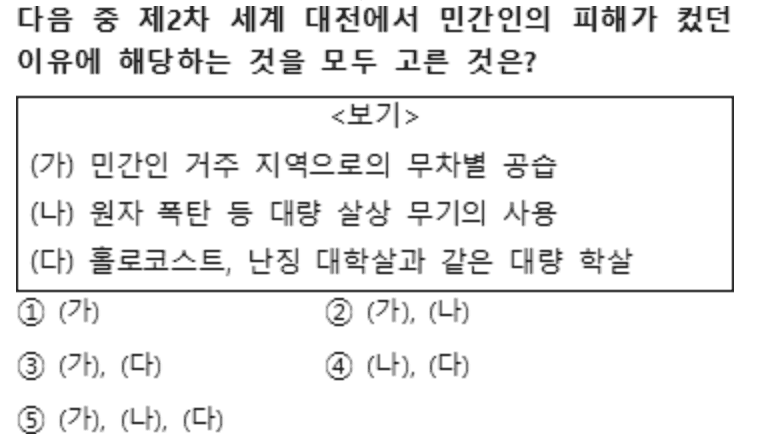 다음 중 제2차 세계 대전에서 민간인의 피해가 컸던
이유에 해당하는 것을 모두 고른 것은?
<보기>
(가) 민간인 거주 지역으로의 무차별 공습
(나) 원자 폭탄 등 대량 살상 무기의 사용
(다) 홀로코스트, 난징 대학살과 같은 대량 학살
① (가) ② (가), (나)
③ (가), (다) ④ (나), (다)
⑤ (가), (나), (다)